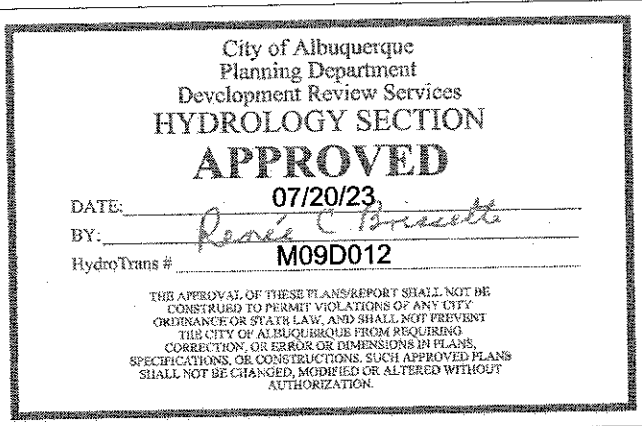 City of Albuquerque
Planning Department
Development Review Services
HYDROLOGY SECTION
APPROVED
DATE: 07/20/23
BY: Renée C Brissette
HydroTrans # M09D012
THE APPROVAL OF THESE PLANS/REPORT SHALL NOT BE
CONSTRUED TO PERMIT VIOLATIONS OF ANY CITY
ORDINANCE OR STATE LAW, AND SHALL NOT PREVENT
THE CITY OF ALBUQUERQUE FROM REQUIRING
CORRECTION, OR ERROR OR DIMENSIONS IN PLANS,
SPECIFICATIONS, OR CONSTRUCTIONS. SUCH APPROVED PLANS
SHALL NOT BE CHANGED, MODIFIED OR ALTERED WITHOUT
AUTHORIZATION.